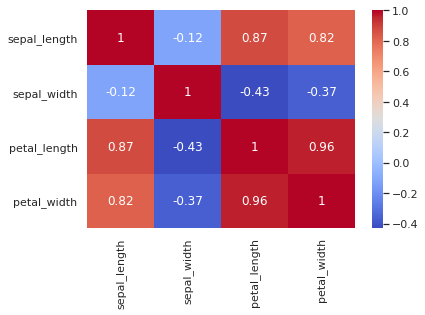 sepal_length 1 -0.12 0.87 0.82
sepal_width -0.12 1 -0.43 -0.37
petal_length 0.87 -0.43 1 0.96
petal_width 0.82 -0.37 0.96 1
sepal_length
sepal_width
petal_length
petal_width
1.0
0.8
0.6
0.4
0.2
0.0
−0.2
−0.4